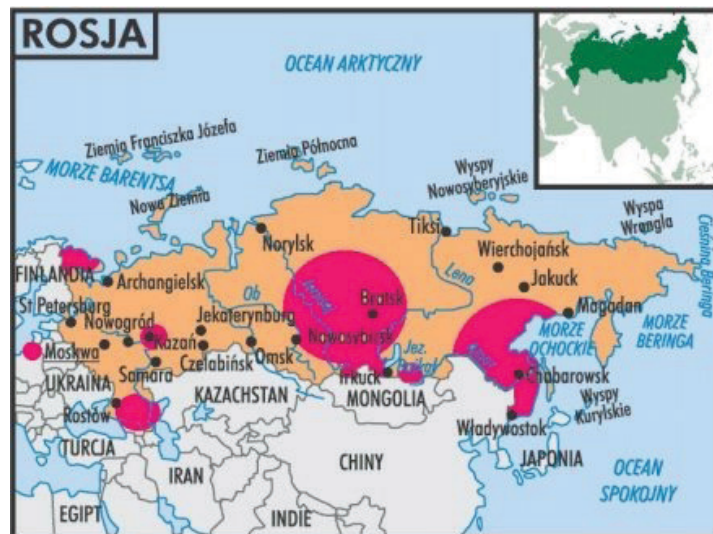 ROSJA
OCEAN ARKTYCZNY
Ziemia Franciszka Józefa
Ziemia Północna
MORZE BARENTSA
Wyspy
Nowosyberyjskie
Nowa Ziemia
Wyspa
Wrangla
Cieśnina Beringa
Norylsk
Tiksi
Wierchojańsk
FINLANDIA
Archangielsk
Lena
Jakuck
Ob
Jenisej
Bratsk
Magadan
St Petersberg
Jekaterynburg
MORZE
BERINGA
Nowogród
Nowosybirsk
MORZE
OCHOCKIE
Moskwa
Kazań
Jez.
Bajkał
Samara
Czelabińsk
Omsk
Irkuck
Chabarowsk
UKRAINA
KAZACHSTAN
MONGOLIA
Wyspy
Kurylskie
Rostów
Władywostok
TURCJA
JAPONIA
IRAN
CHINY
OCEAN
SPOKOJNY
EGIPT
INDIE